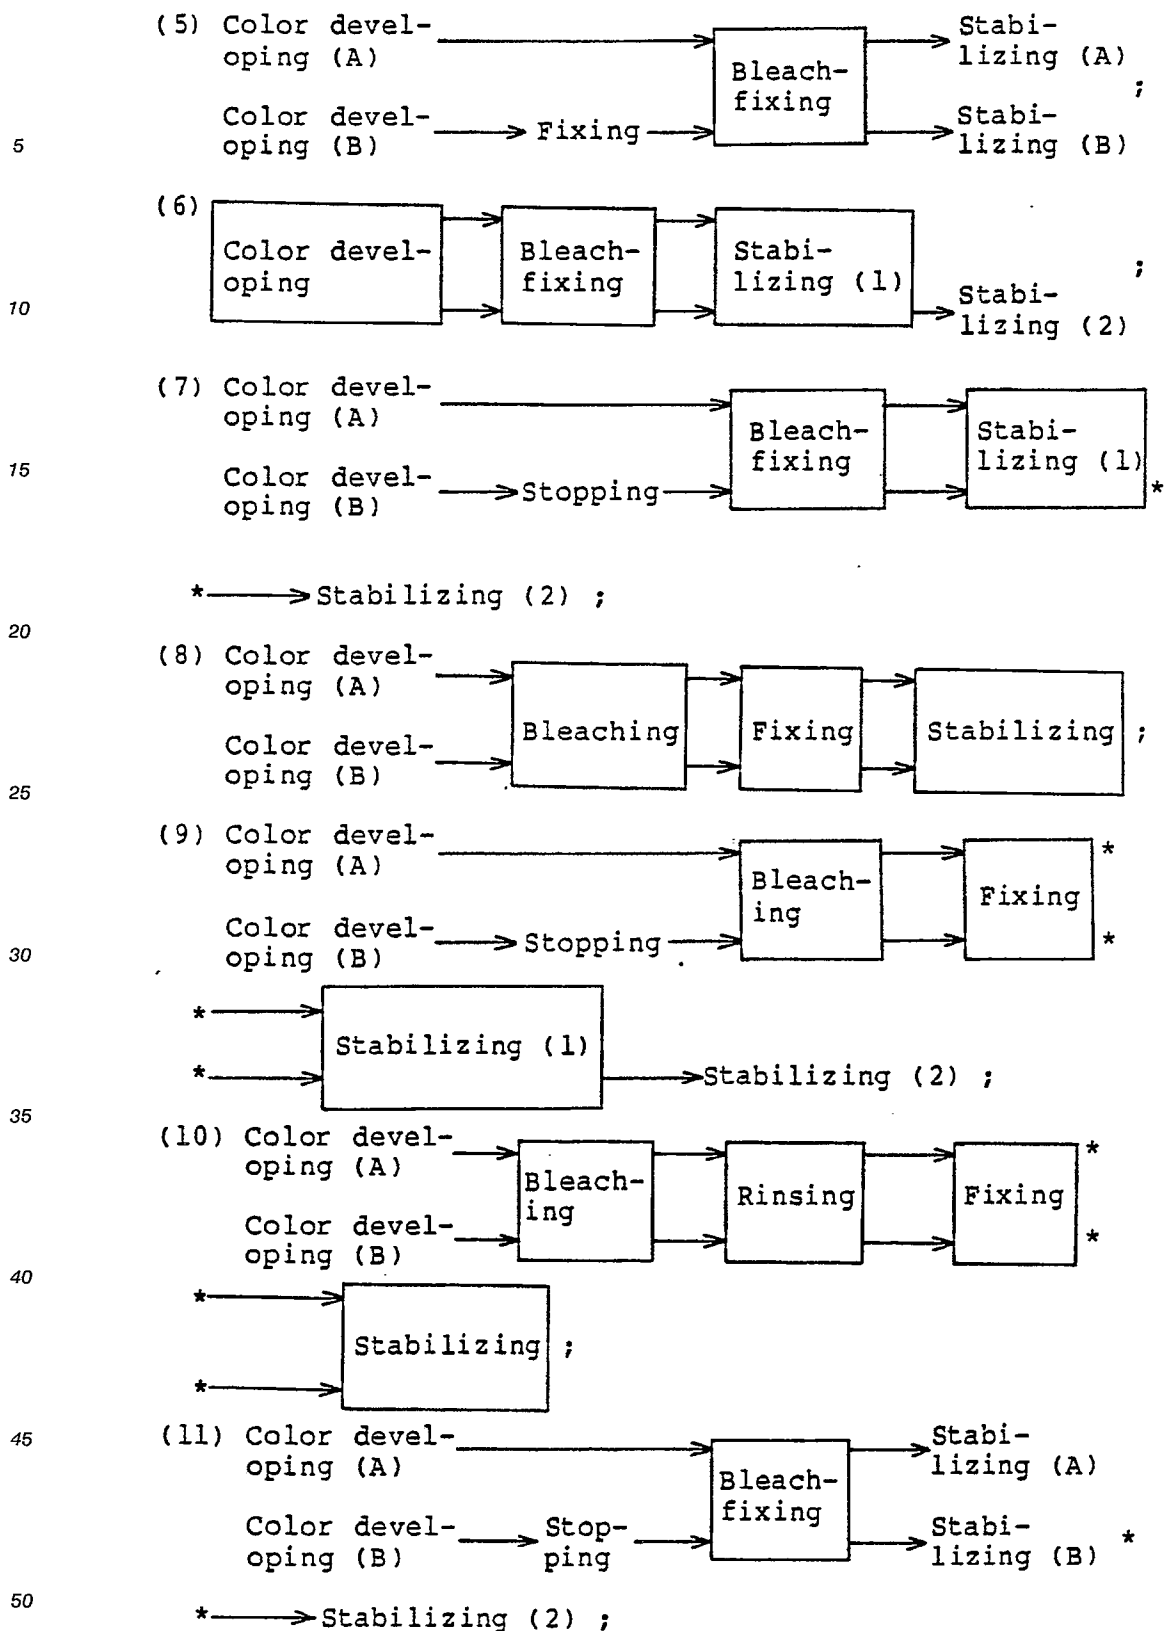 (5) Color devel-
oping (A)
Bleach-
fixing
Stabi-
lizing (A)
;
Color devel-
oping (B)
Fixing
Stabi-
lizing (B)
5
(6)
Color devel-
oping
Bleach-
fixing
Stabi-
lizing (1)
;
Stabi-
lizing (2)
10
(7) Color devel-
oping (A)
Bleach-
fixing
Stabi-
lizing (1)
15
Color devel-
oping (B)
Stopping
*
* Stabilizing (2) ;
20
(8) Color devel-
oping (A)
Bleaching
Fixing
Stabilizing ;
Color devel-
oping (B)
25
(9) Color devel-
oping (A)
Bleach-
ing
Fixing
*
Color devel-
oping (B)
Stopping
*
30
*
Stabilizing (1)
*
Stabilizing (2) ;
35
(10) Color devel-
oping (A)
Bleach-
ing
Rinsing
Fixing
*
Color devel-
oping (B)
*
40
*
Stabilizing ;
*
45
(11) Color devel-
oping (A)
Bleach-
fixing
Stabi-
lizing (A)
Color devel-
oping (B)
Stop-
ping
Stabi-
lizing (B) *
50
* Stabilizing (2) ;